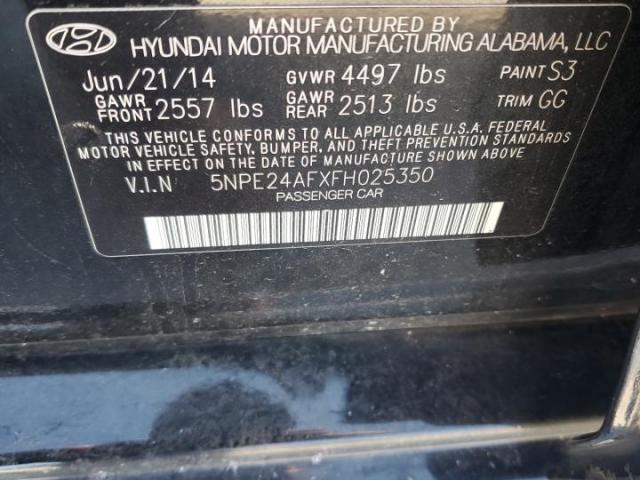 MANUFACTURED BY
HYUNDAI MOTOR MANUFACTURING ALABAMA, LLC
Jun/21/14 GVWR 4497 lbs PAINT S3
GAWR FRONT 2557 lbs GAWR REAR 2513 lbs TRIM GG
THIS VEHICLE CONFORMS TO ALL APPLICABLE U.S.A. FEDERAL
MOTOR VEHICLE SAFETY, BUMPER, AND THEFT PREVENTION STANDARDS
IN EFFECT ON THE DATE OF MANUFACTURE SHOWN ABOVE.
V.I.N 5NPE24AFXFH025350
PASSENGER CAR